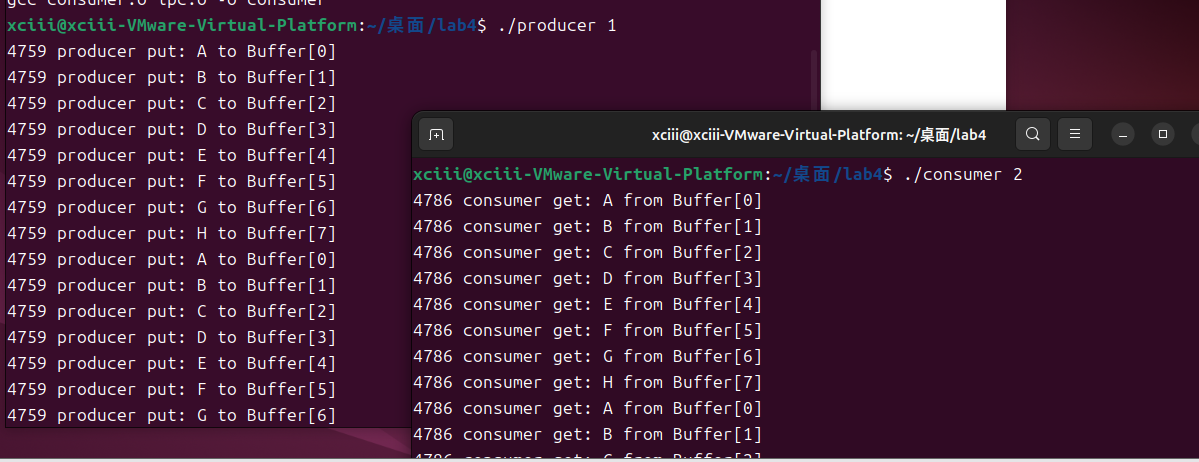 gcc consumer.o ipc.o -o consumer
xciii@xciii-VMware-Virtual-Platform:~/桌面/lab4$ ./producer 1
4759 producer put: A to Buffer[0]
4759 producer put: B to Buffer[1]
4759 producer put: C to Buffer[2]
4759 producer put: D to Buffer[3]
4759 producer put: E to Buffer[4]
4759 producer put: F to Buffer[5]
4759 producer put: G to Buffer[6]
4759 producer put: H to Buffer[7]
4759 producer put: A to Buffer[0]
4759 producer put: B to Buffer[1]
4759 producer put: C to Buffer[2]
4759 producer put: D to Buffer[3]
4759 producer put: E to Buffer[4]
4759 producer put: F to Buffer[5]
4759 producer put: G to Buffer[6]
xciii@xciii-VMware-Virtual-Platform: ~/桌面/lab4
xciii@xciii-VMware-Virtual-Platform:~/桌面/lab4$ ./consumer 2
4786 consumer get: A from Buffer[0]
4786 consumer get: B from Buffer[1]
4786 consumer get: C from Buffer[2]
4786 consumer get: D from Buffer[3]
4786 consumer get: E from Buffer[4]
4786 consumer get: F from Buffer[5]
4786 consumer get: G from Buffer[6]
4786 consumer get: H from Buffer[7]
4786 consumer get: A from Buffer[0]
4786 consumer get: B from Buffer[1]
4786 consumer get: C from Buffer[2]